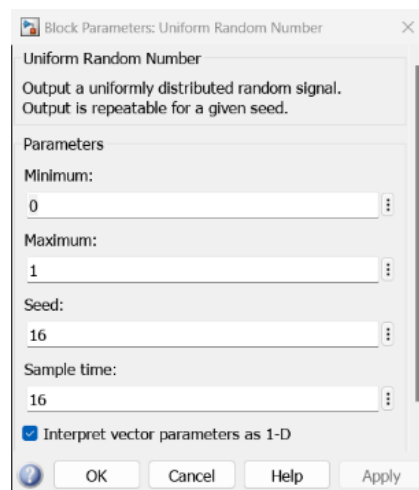 Block Parameters: Uniform Random Number
Uniform Random Number
Output a uniformly distributed random signal.
Output is repeatable for a given seed.
Parameters
Minimum:
0
Maximum:
1
Seed:
16
Sample time:
16
Interpret vector parameters as 1-D
OK Cancel Help Apply